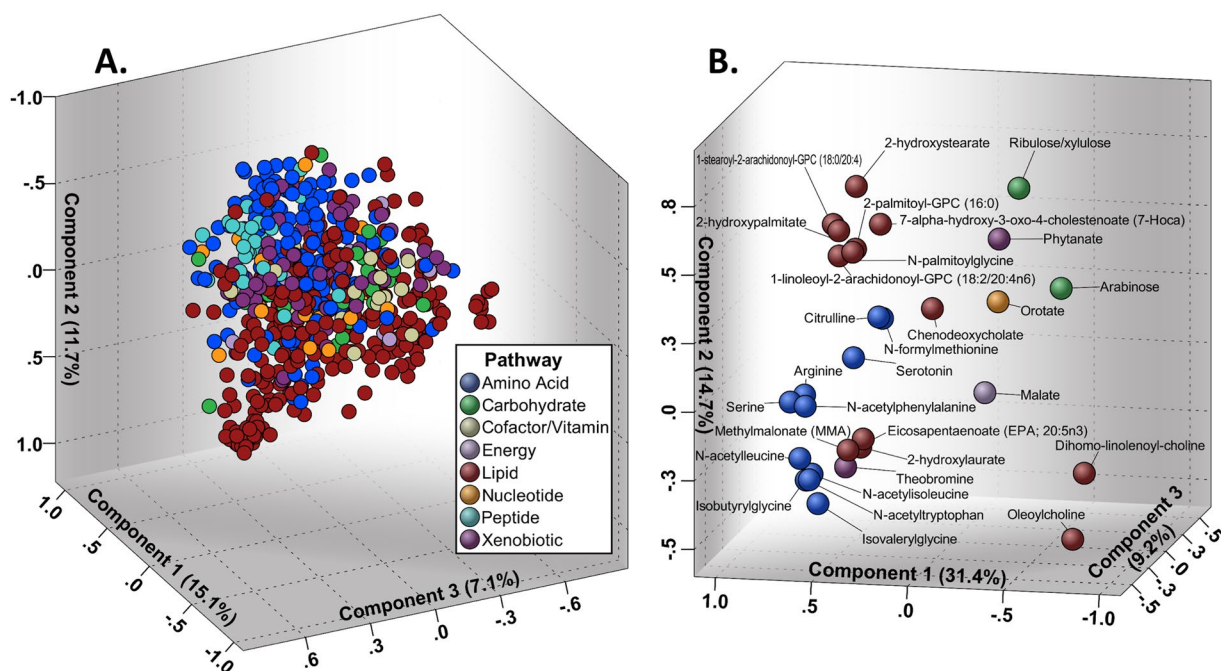 A.
-1.0
-.5
.0
.5
1.0
Component 2 (11.7%)
1.0
.5
.0
-.5
-1.0
Component 1 (15.1%)
.6
.3
.0
-.3
-.6
Component 3 (7.1%)
Pathway
Amino Acid
Carbohydrate
Cofactor/Vitamin
Energy
Lipid
Nucleotide
Peptide
Xenobiotic
B.
.8
.5
.3
0.0
-.3
-.5
Component 2 (14.7%)
2-hydroxystearate
Ribulose/xylulose
1-stearoyl-2-arachidonoyl-GPC (18:0/20:4)
2-palmitoyl-GPC (16:0)
2-hydroxypalmitate
7-alpha-hydroxy-3-oxo-4-cholestenoate (7-Hoca)
Phytanate
N-palmitoylglycine
1-linoleoyl-2-arachidonoyl-GPC (18:2/20:4n6)
Arabinose
Citrulline
Orotate
Chenodeoxycholate
N-formylmethionine
Serotonin
Arginine
Malate
Serine
N-acetylphenylalanine
Methylmalonate (MMA)
Eicosapentaenoate (EPA; 20:5n3)
Dihomo-linolenoyl-choline
N-acetylleucine
2-hydroxylaurate
Theobromine
N-acetylisoleucine
Isobutyrylglycine
N-acetyltryptophan
Oleoylcholine
Isovalerylglycine
Component 1 (31.4%)
1.0
.5
.0
-.5
-1.0
Component 3
(9.2%)
.5
.3
0
-.3
-.5